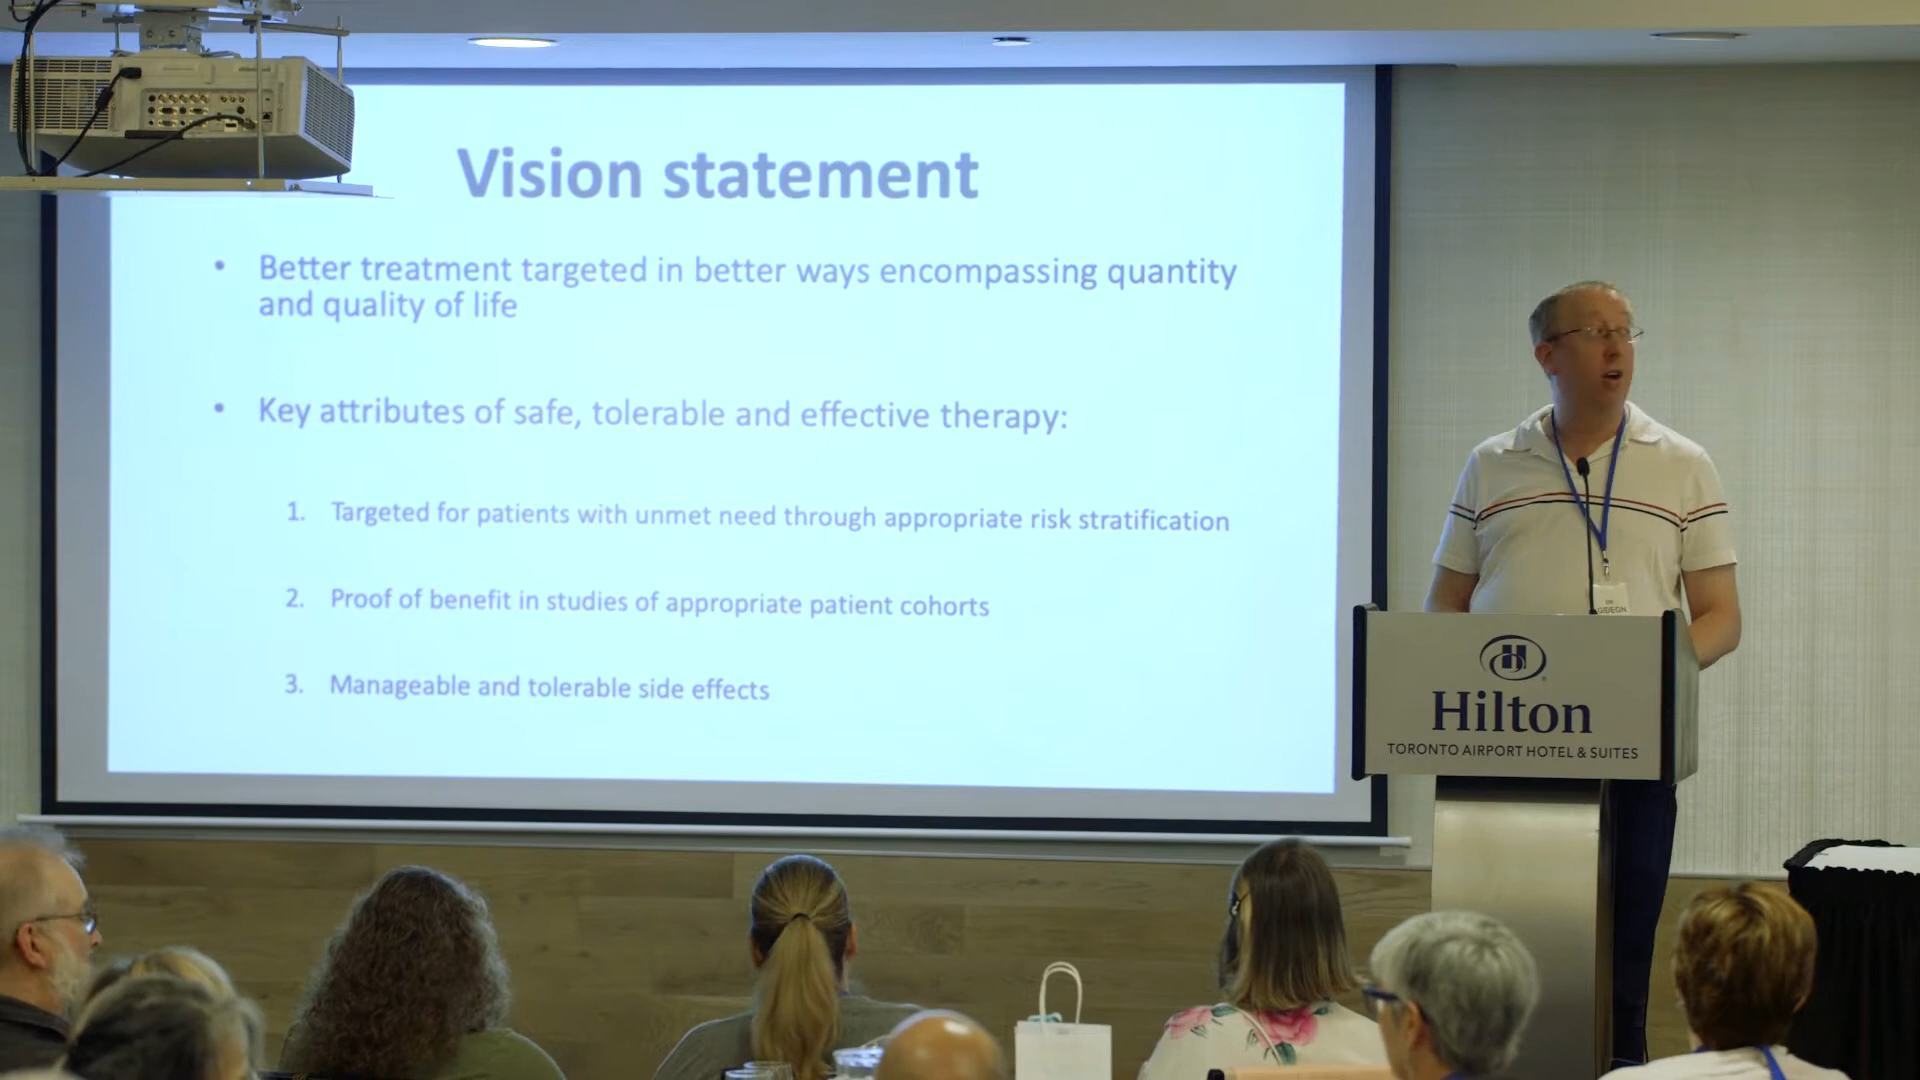 Vision statement
• Better treatment targeted in better ways encompassing quantity
and quality of life
• Key attributes of safe, tolerable and effective therapy:
1. Targeted for patients with unmet need through appropriate risk stratification
2. Proof of benefit in studies of appropriate patient cohorts
3. Manageable and tolerable side effects
DR
GIDEON
H
Hilton
TORONTO AIRPORT HOTEL & SUITES